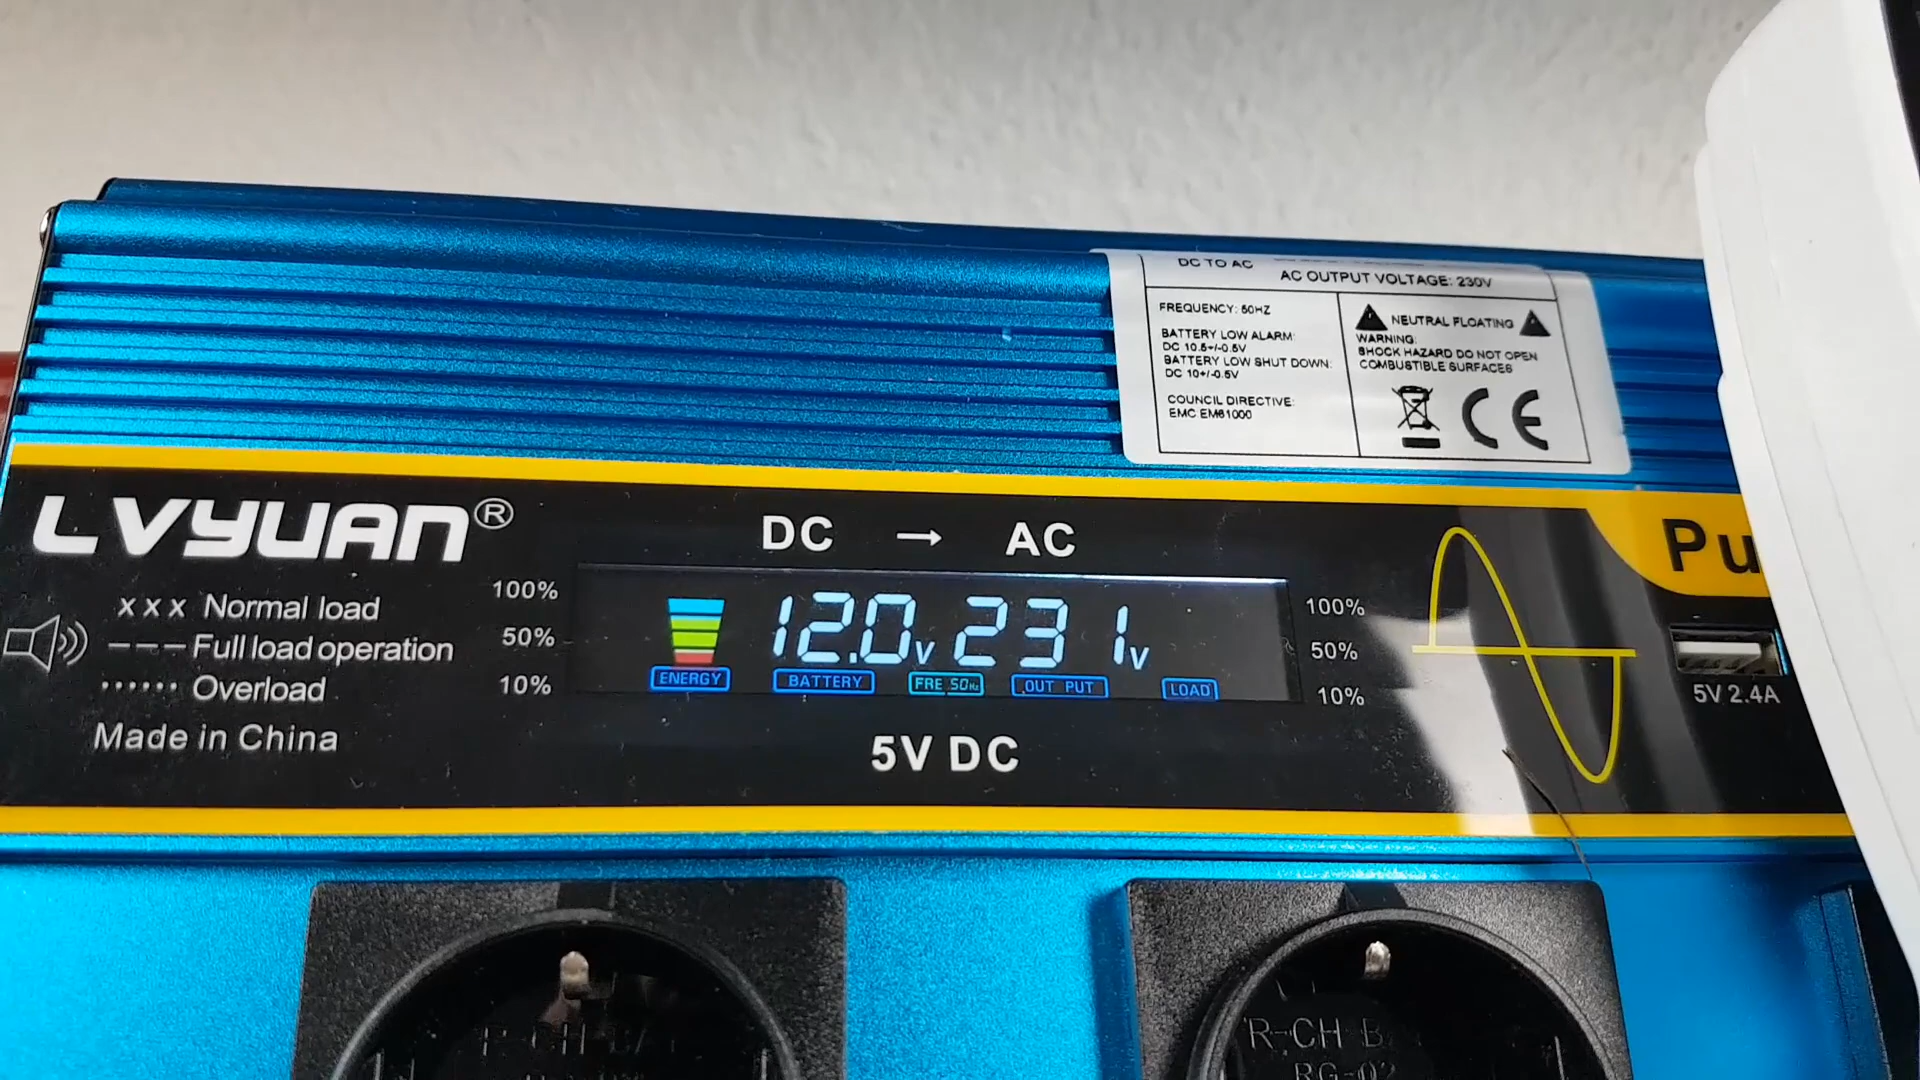 DC TO AC
AC OUTPUT VOLTAGE: 230V
FREQUENCY: 50HZ
BATTERY LOW ALARM:
DC 10.5+/-0.5V
BATTERY LOW SHUT DOWN:
DC 10+/-0.5V
COUNCIL DIRECTIVE:
EMC EM61000
NEUTRAL FLOATING
WARNING:
SHOCK HAZARD DO NOT OPEN
COMBUSTIBLE SURFACES
CE
LVYUAN®
x x x Normal load
--- Full load operation
...... Overload
Made in China
DC → AC
100%
50%
10%
12.0V 231V
ENERGY BATTERY FRE 50Hz OUT PUT LOAD
100%
50%
10%
5V DC
Pu
5V 2.4A
R-CH B
RG-02